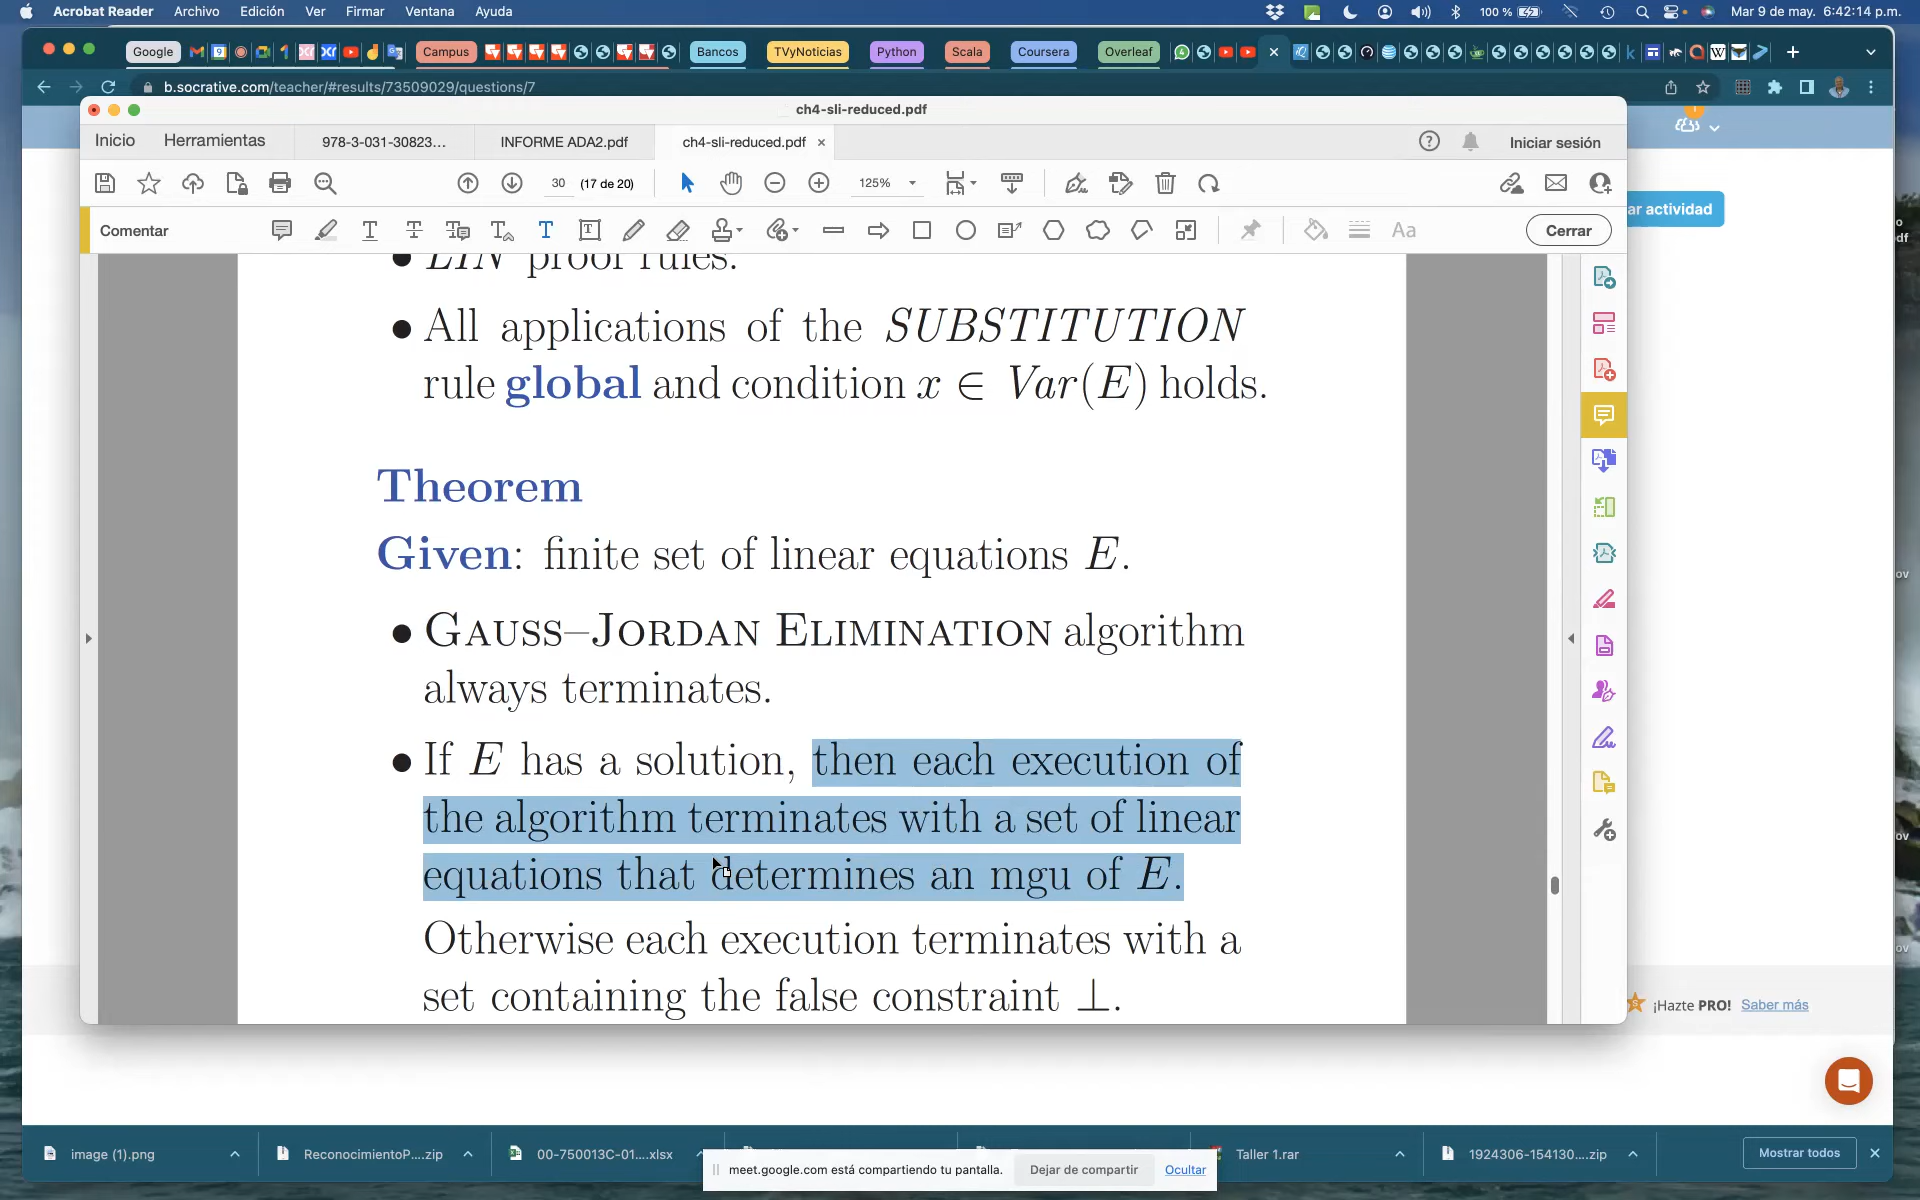 Acrobat Reader Archivo Edición Ver Firmar Ventana Ayuda 100 % Mar 9 de may. 6:42:14 p.m.
Google Campus Bancos TVyNoticias Python Scala Coursera Overleaf
b.socrative.com/teacher/#results/73509029/questions/7
ch4-sli-reduced.pdf
Inicio Herramientas 978-3-031-30823... INFORME ADA2.pdf ch4-sli-reduced.pdf Iniciar sesión
30 (17 de 20) 125%
ar actividad
Comentar Aa Cerrar
• LIN proof rules.
• All applications of the SUBSTITUTION
rule global and condition x ∈ Var(E) holds.
Theorem
Given: finite set of linear equations E.
• GAUSS–JORDAN ELIMINATION algorithm
always terminates.
• If E has a solution, then each execution of
the algorithm terminates with a set of linear
equations that determines an mgu of E.
Otherwise each execution terminates with a
set containing the false constraint ⊥.
¡Hazte PRO! Saber más
image (1).png ReconocimientoP....zip 00-750013C-01....xlsx Taller 1.rar 1924306-154130....zip Mostrar todos
meet.google.com está compartiendo tu pantalla. Dejar de compartir Ocultar